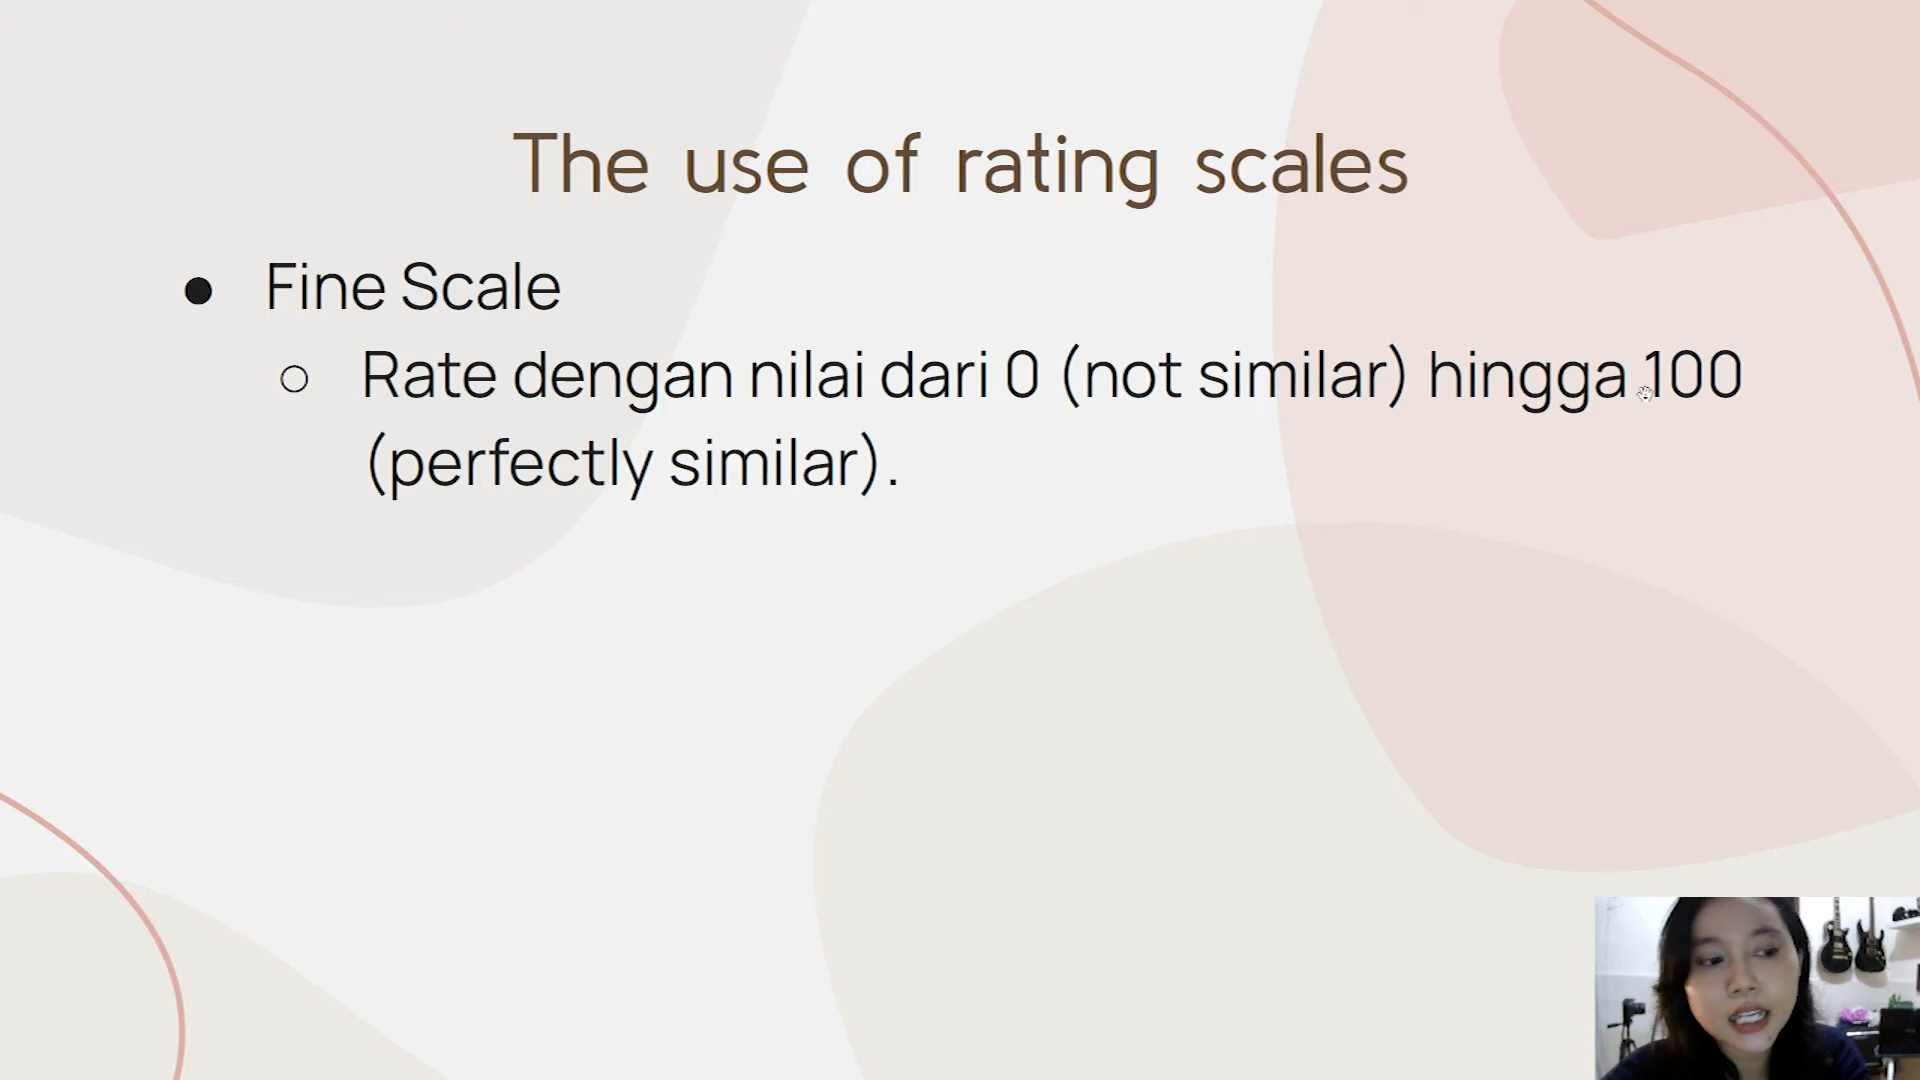 The use of rating scales
● Fine Scale
○ Rate dengan nilai dari 0 (not similar) hingga 100
(perfectly similar).